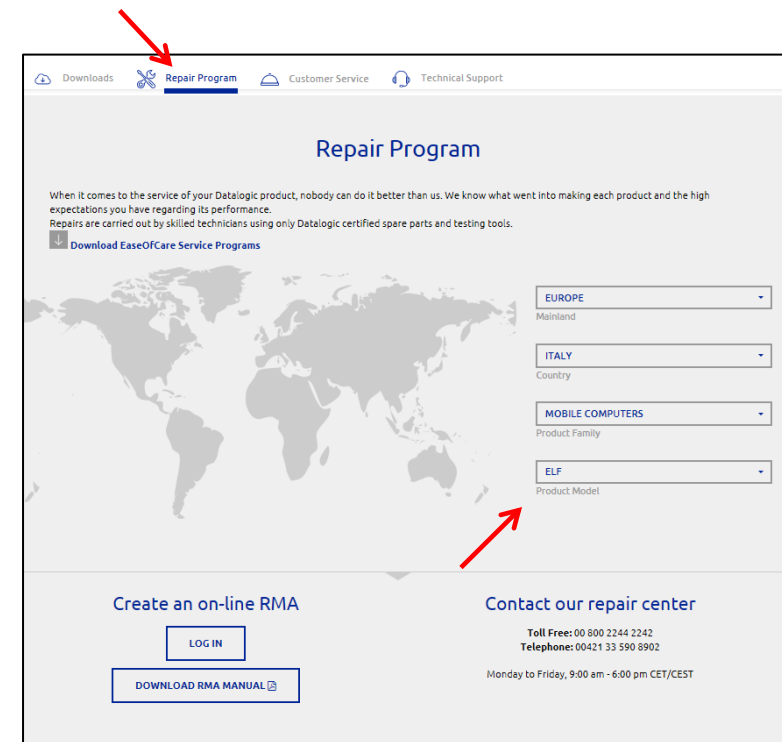 Downloads Repair Program Customer Service Technical Support
Repair Program
When it comes to the service of your Datalogic product, nobody can do it better than us. We know what went into making each product and the high
expectations you have regarding its performance.
Repairs are carried out by skilled technicians using only Datalogic certified spare parts and testing tools.
Download EaseOfCare Service Programs
EUROPE
Mainland
ITALY
Country
MOBILE COMPUTERS
Product Family
ELF
Product Model
Create an on-line RMA
LOG IN
DOWNLOAD RMA MANUAL
Contact our repair center
Toll Free: 00 800 2244 2242
Telephone: 00421 33 590 8902
Monday to Friday, 9:00 am - 6:00 pm CET/CEST